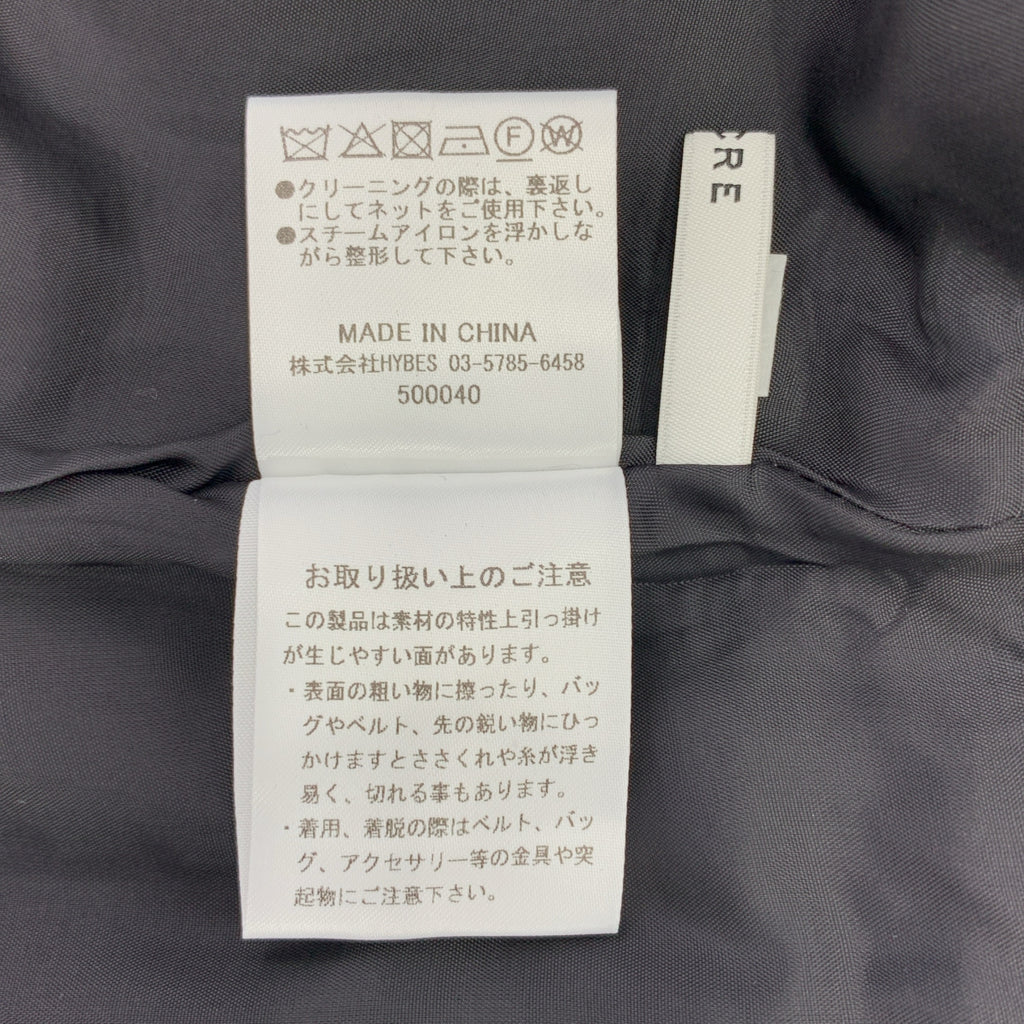 F W
●クリーニングの際は、裏返し
にしてネットをご使用下さい。
●スチームアイロンを浮かしな
がら整形して下さい。
MADE IN CHINA
株式会社HYBES 03-5785-6458
500040
お取り扱い上のご注意
この製品は素材の特性上引っ掛け
が生じやすい面があります。
・表面の粗い物に擦ったり、バッ
グやベルト、先の鋭い物にひっ
かけますとささくれや糸が浮き
易く、切れる事もあります。
・着用、着脱の際はベルト、バッ
グ、アクセサリー等の金具や突
起物にご注意下さい。
CRE